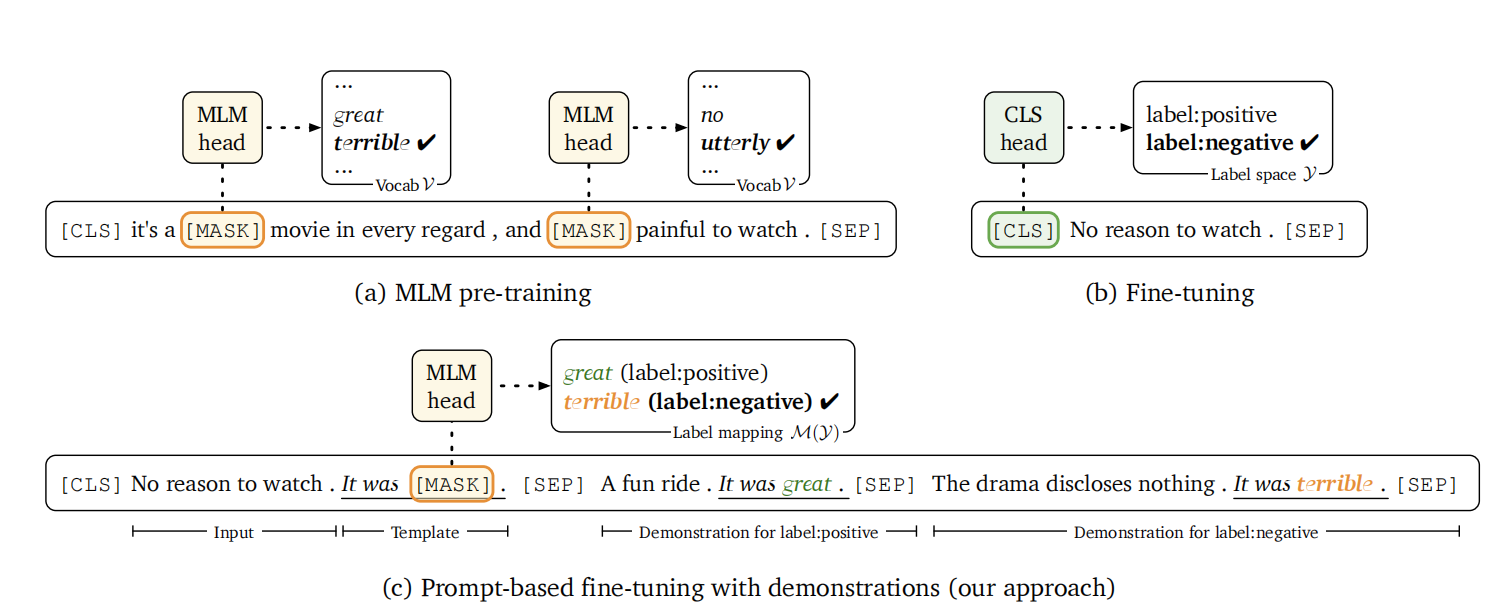 MLM head
...
great
terrible ✔
...
Vocab 𝒱
MLM head
...
no
utterly ✔
...
Vocab 𝒱
[CLS] it's a [MASK] movie in every regard , and [MASK] painful to watch . [SEP]
(a) MLM pre-training
CLS head
label:positive
label:negative ✔
Label space 𝒴
[CLS] No reason to watch . [SEP]
(b) Fine-tuning
MLM head
great (label:positive)
terrible (label:negative) ✔
Label mapping ℳ(𝒴)
[CLS] No reason to watch . It was [MASK] . [SEP] A fun ride . It was great . [SEP] The drama discloses nothing . It was terrible . [SEP]
Input Template Demonstration for label:positive Demonstration for label:negative
(c) Prompt-based fine-tuning with demonstrations (our approach)